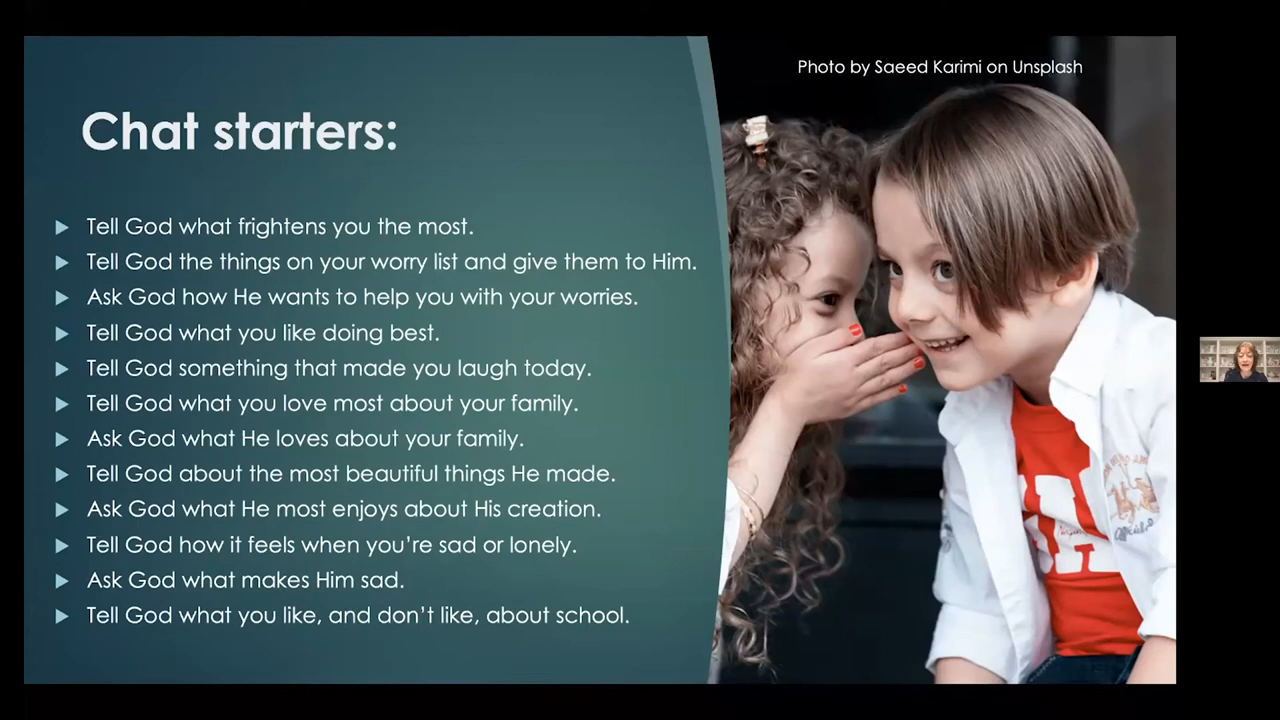 Photo by Saeed Karimi on Unsplash
Chat starters:
Tell God what frightens you the most.
Tell God the things on your worry list and give them to Him.
Ask God how He wants to help you with your worries.
Tell God what you like doing best.
Tell God something that made you laugh today.
Tell God what you love most about your family.
Ask God what He loves about your family.
Tell God about the most beautiful things He made.
Ask God what He most enjoys about His creation.
Tell God how it feels when you’re sad or lonely.
Ask God what makes Him sad.
Tell God what you like, and don’t like, about school.